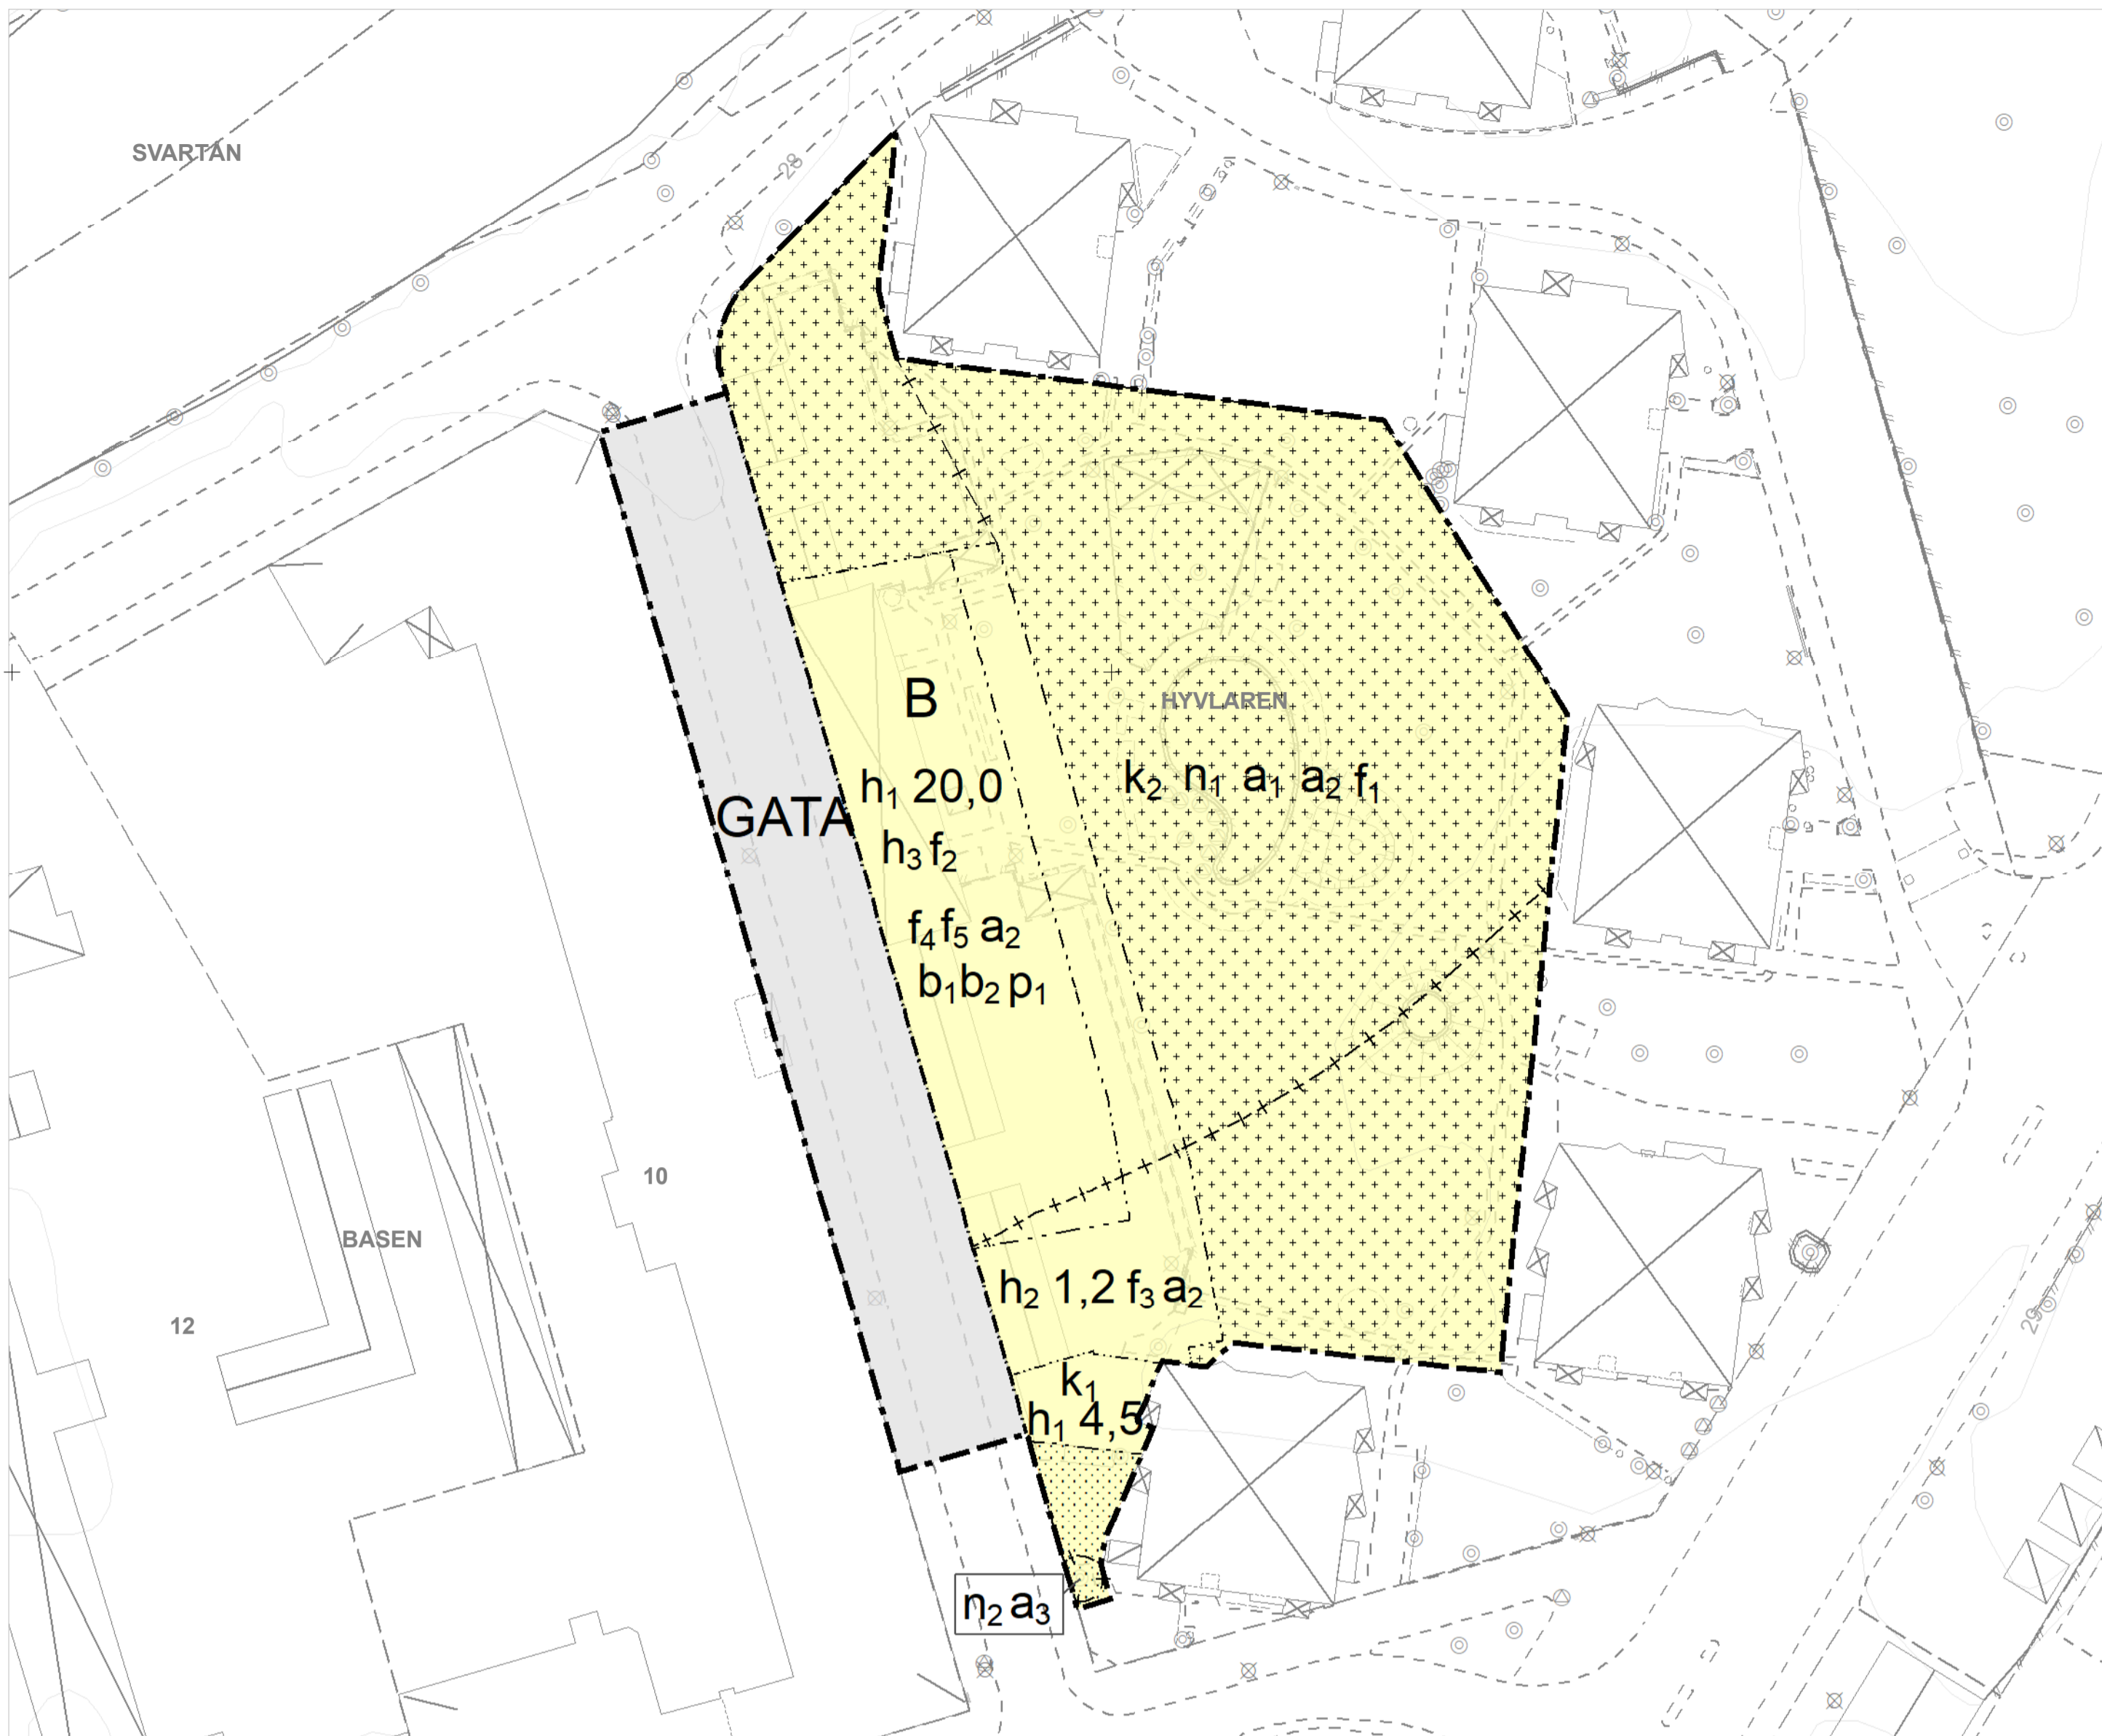 SVARTÅN
28
B
HYVLAREN
h₁ 20,0
k₂ n₁ a₁ a₂ f₁
GATA
h₃ f₂
f₄ f₅ a₂
b₁ b₂ p₁
10
BASEN
h₂ 1,2 f₃ a₂
12
29
k₁
h₁ 4,5
n₂ a₃